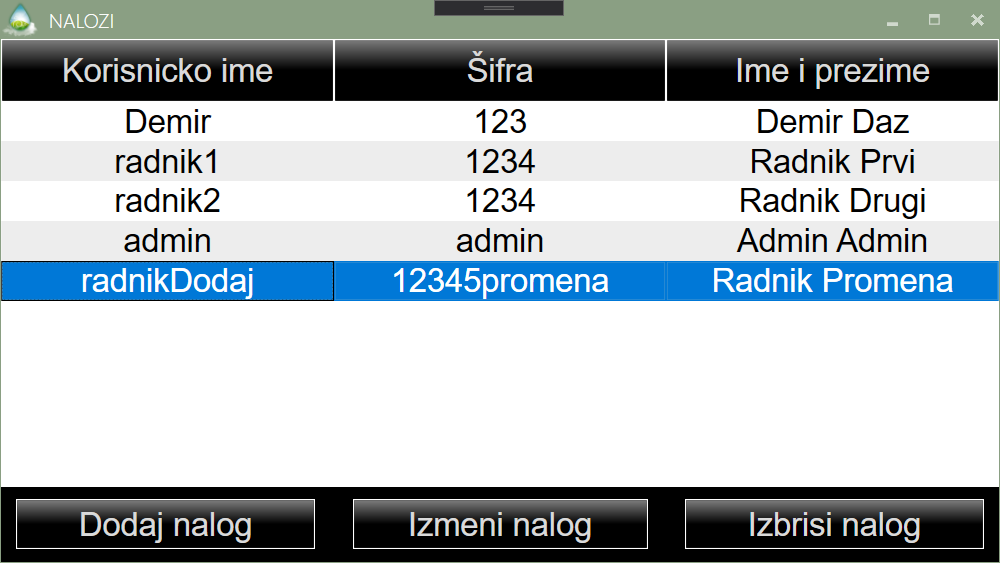 NALOZI
Korisnicko ime Šifra Ime i prezime
Demir 123 Demir Daz
radnik1 1234 Radnik Prvi
radnik2 1234 Radnik Drugi
admin admin Admin Admin
radnikDodaj 12345promena Radnik Promena
Dodaj nalog Izmeni nalog Izbrisi nalog